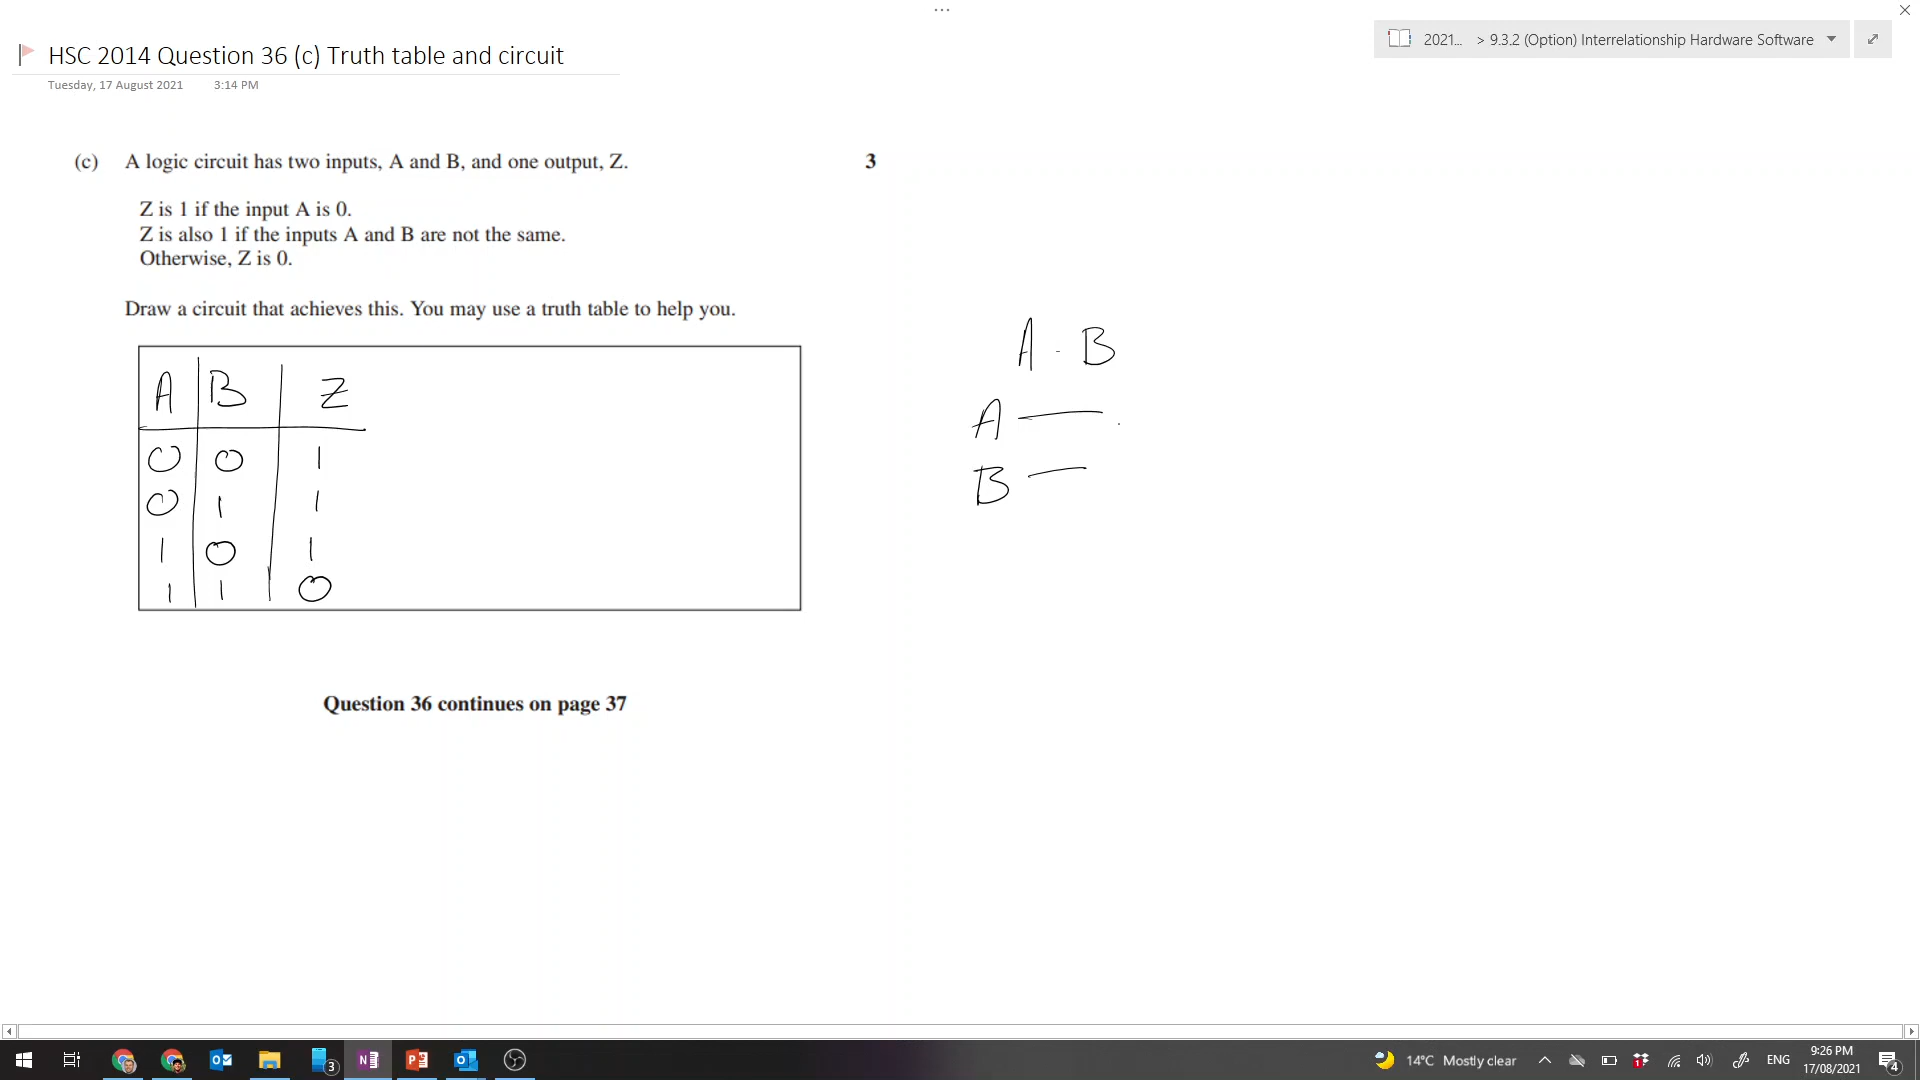 ...
HSC 2014 Question 36 (c) Truth table and circuit
Tuesday, 17 August 2021 3:14 PM
2021... > 9.3.2 (Option) Interrelationship Hardware Software
(c) A logic circuit has two inputs, A and B, and one output, Z. 3
Z is 1 if the input A is 0.
Z is also 1 if the inputs A and B are not the same.
Otherwise, Z is 0.
Draw a circuit that achieves this. You may use a truth table to help you.
A B Z
0 0 1
0 1 1
1 0 1
1 1 0
A . B
A
B
Question 36 continues on page 37
3
14°C Mostly clear
ENG
9:26 PM
17/08/2021
4